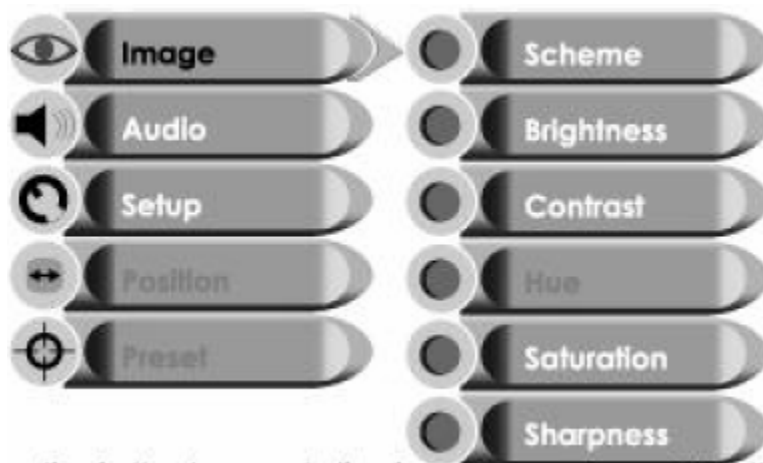 Image
Audio
Setup
Position
Preset
Scheme
Brightness
Contrast
Hue
Saturation
Sharpness